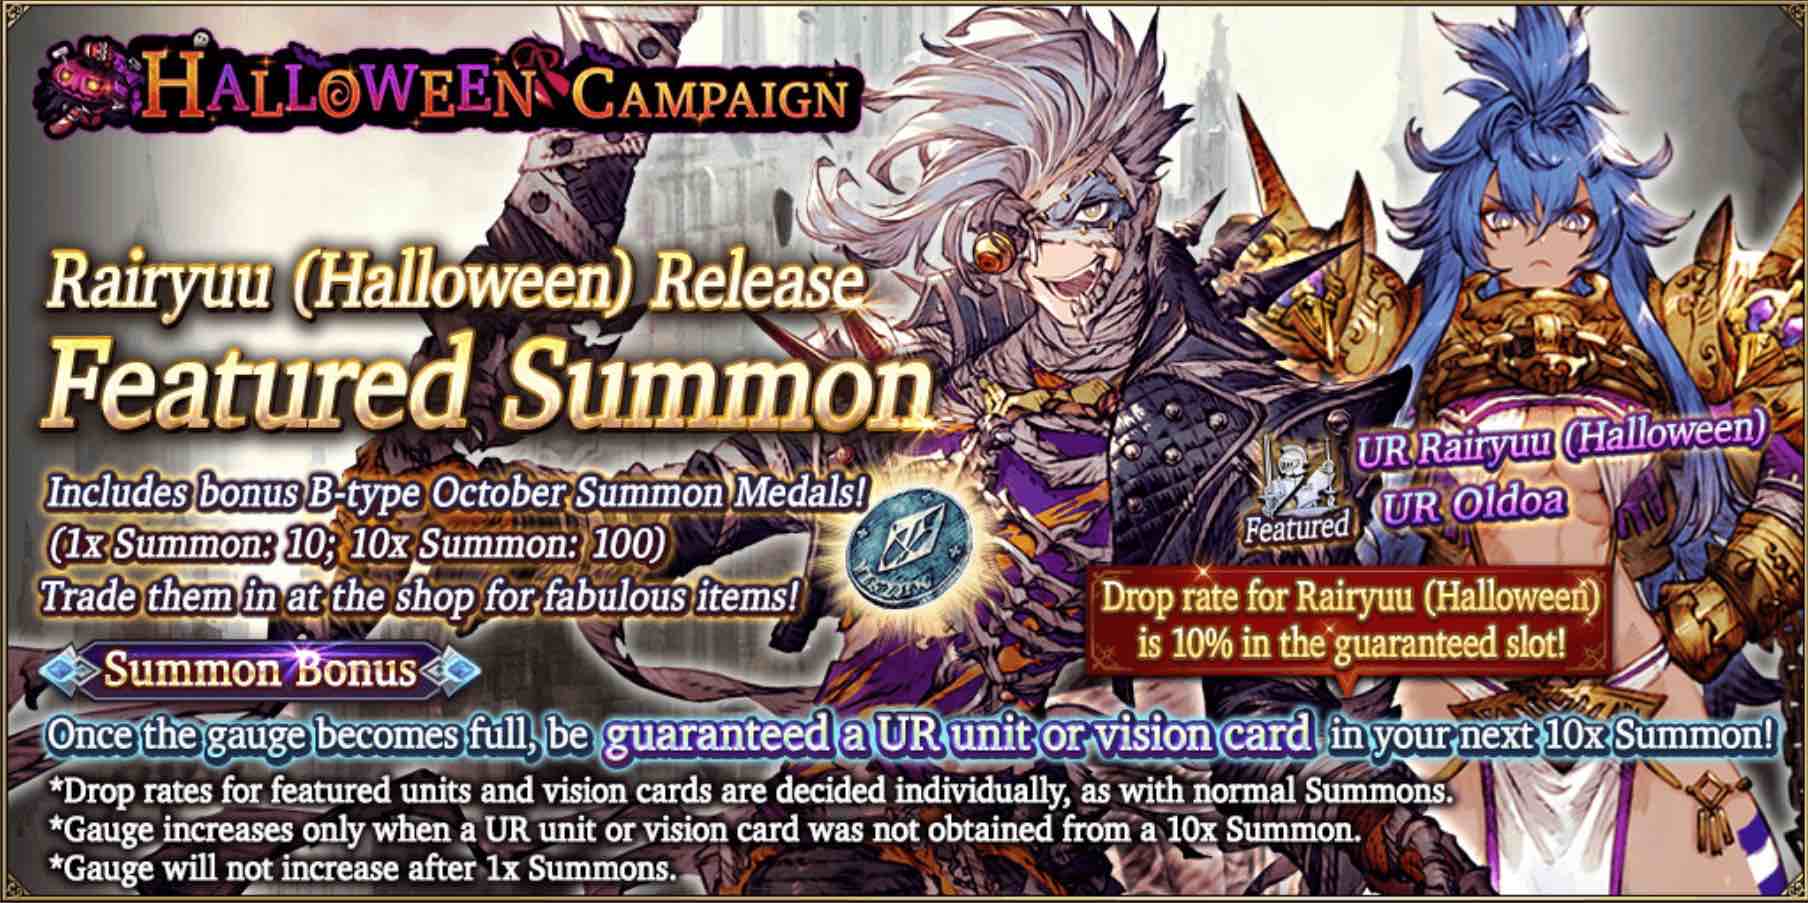 HALLOWEEN CAMPAIGN
Rairyuu (Halloween) Release
Featured Summon
Includes bonus B-type October Summon Medals!
(1x Summon: 10; 10x Summon: 100)
Trade them in at the shop for fabulous items!
Featured
UR Rairyuu (Halloween)
UR Oldoa
Drop rate for Rairyuu (Halloween)
is 10% in the guaranteed slot!
Summon Bonus
Once the gauge becomes full, be guaranteed a UR unit or vision card in your next 10x Summon!
*Drop rates for featured units and vision cards are decided individually, as with normal Summons.
*Gauge increases only when a UR unit or vision card was not obtained from a 10x Summon.
*Gauge will not increase after 1x Summons.